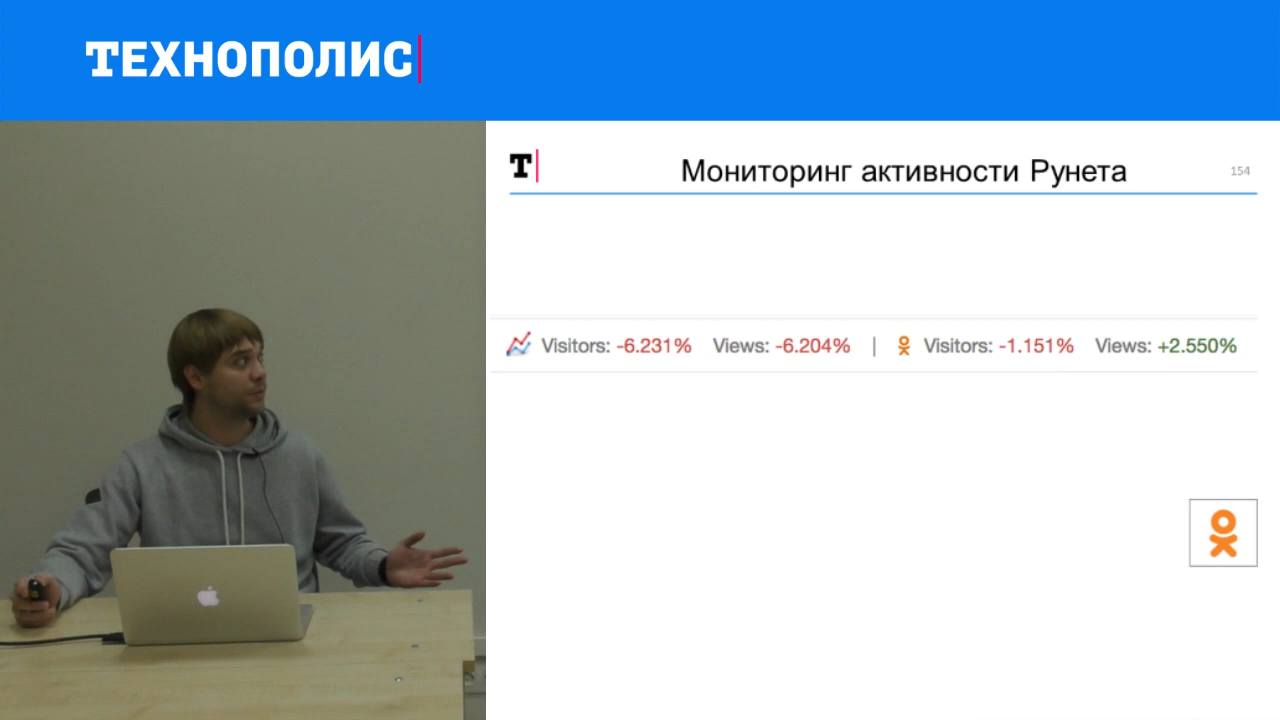 ТЕХНОПОЛИС
T
Мониторинг активности Рунета
154
Visitors: -6.231% Views: -6.204% | Visitors: -1.151% Views: +2.550%